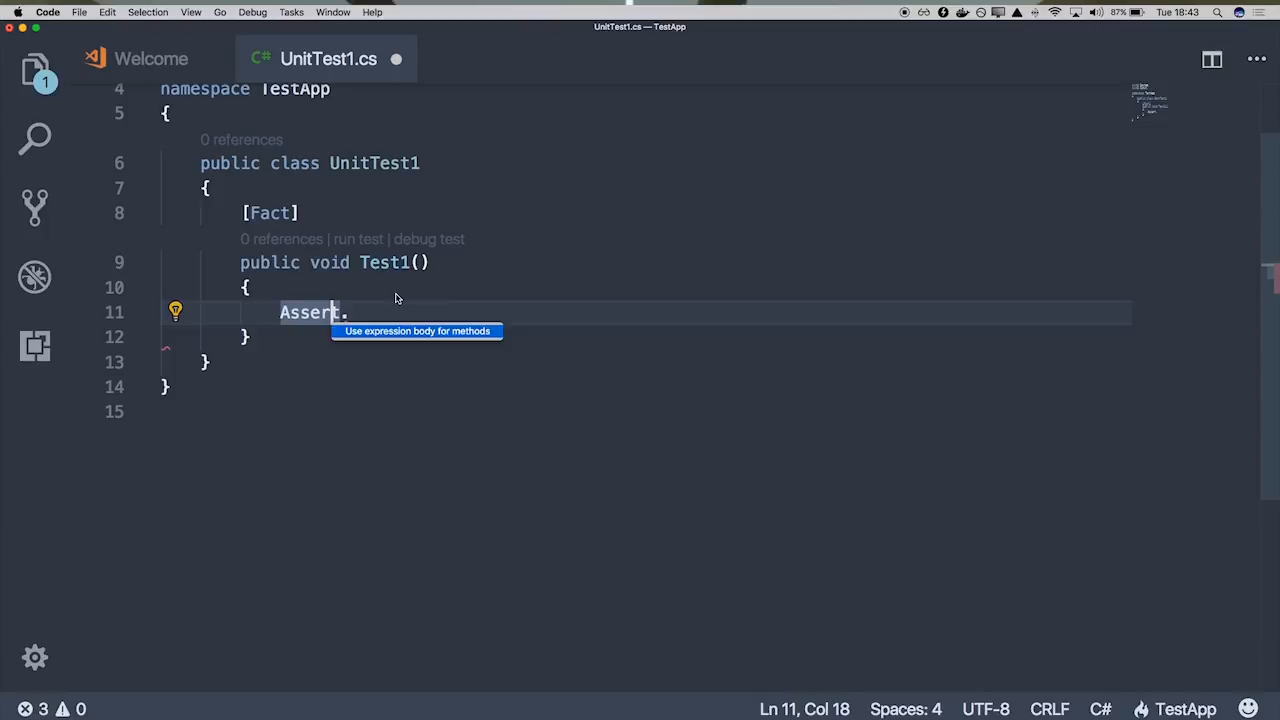 Code File Edit Selection View Go Debug Tasks Window Help 87% Tue 18:43
UnitTest1.cs — TestApp
Welcome C# UnitTest1.cs
1
4 namespace TestApp
5 {
0 references
6 public class UnitTest1
7 {
8 [Fact]
0 references | run test | debug test
9 public void Test1()
10 {
11 Assert.
Use expression body for methods
12 }
13 }
14 }
15
3 0 Ln 11, Col 18 Spaces: 4 UTF-8 CRLF C# TestApp